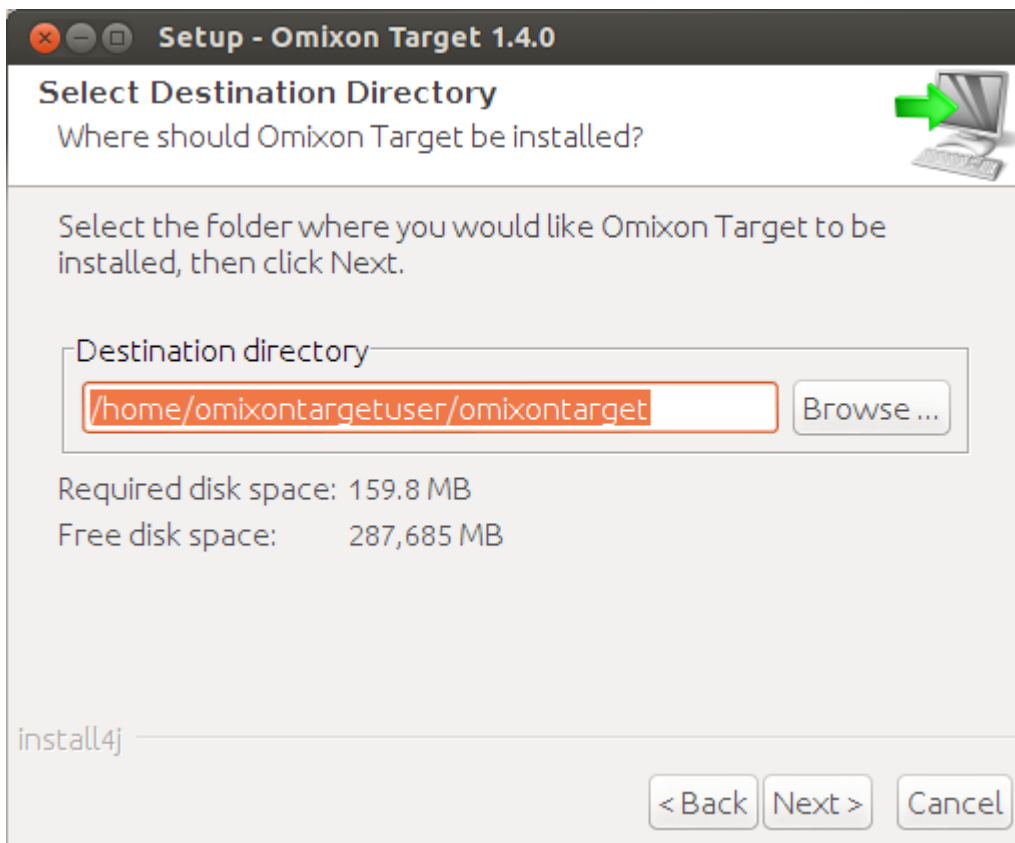 Setup - Omixon Target 1.4.0
Select Destination Directory
Where should Omixon Target be installed?
Select the folder where you would like Omixon Target to be
installed, then click Next.
Destination directory
/home/omixontargetuser/omixontarget
Browse ...
Required disk space: 159.8 MB
Free disk space: 287,685 MB
install4j
< Back Next > Cancel